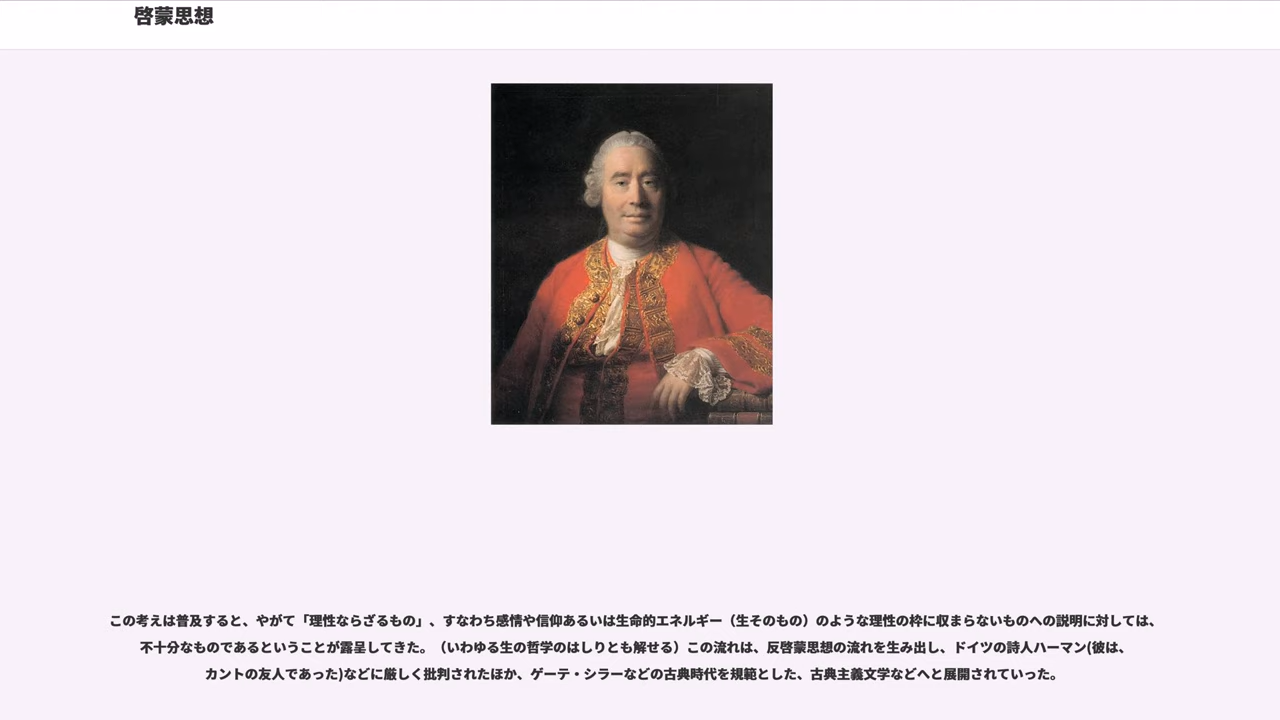 啓蒙思想
この考えは普及すると、やがて「理性ならざるもの」、すなわち感情や信仰あるいは生命的エネルギー（生そのもの）のような理性の枠に収まらないものへの説明に対しては、
不十分なものであるということが露呈してきた。（いわゆる生の哲学のはしりとも解せる）この流れは、反啓蒙思想の流れを生み出し、ドイツの詩人ハーマン(彼は、
カントの友人であった)などに厳しく批判されたほか、ゲーテ・シラーなどの古典時代を規範とした、古典主義文学などへと展開されていった。